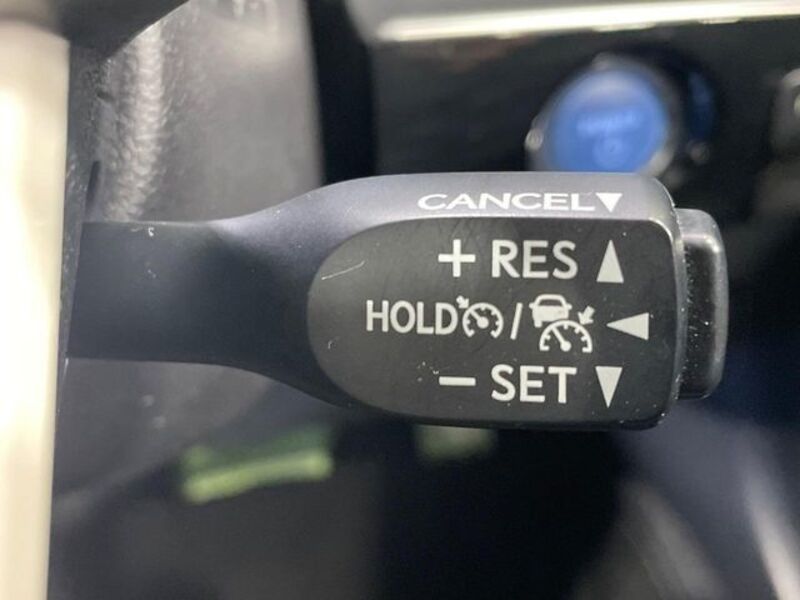 CANCEL▼
+ RES ▲
HOLD / ◀
− SET ▼